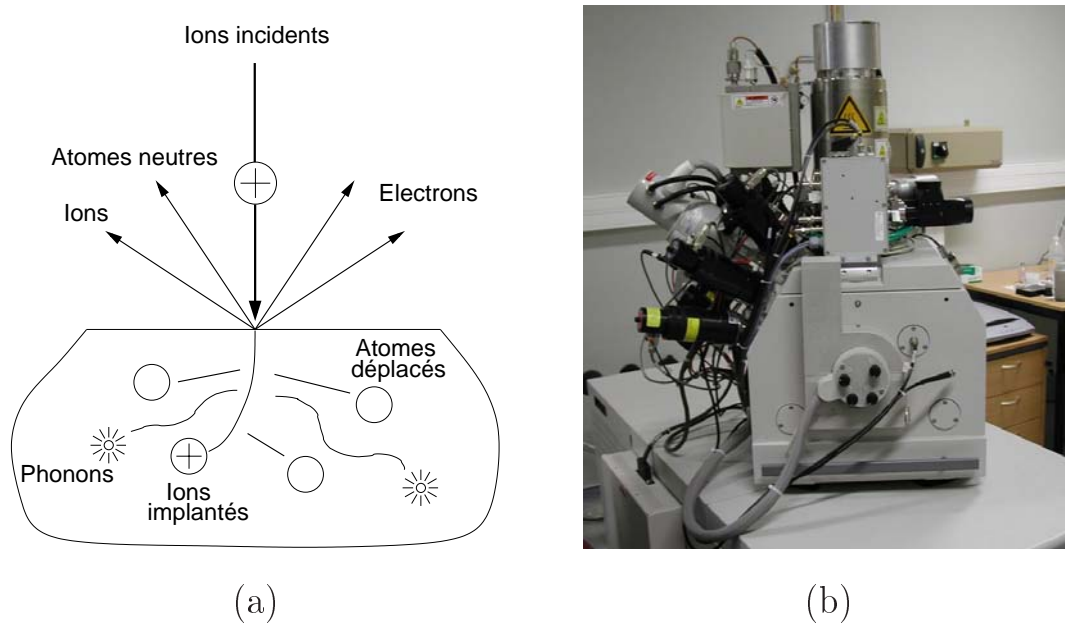 Ions incidents
Atomes neutres
Electrons
Ions
Atomes
déplacés
Phonons
Ions
implantés
(a)
(b)